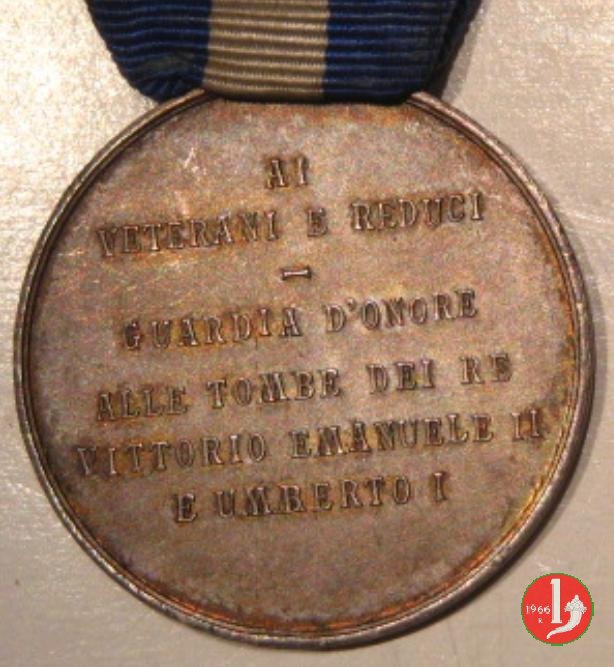 AI
VETERANI E REDUCI
GUARDIA D'ONORE
ALLE TOMBE DEI RE
VITTORIO EMANUELE II
E UMBERTO I
1966